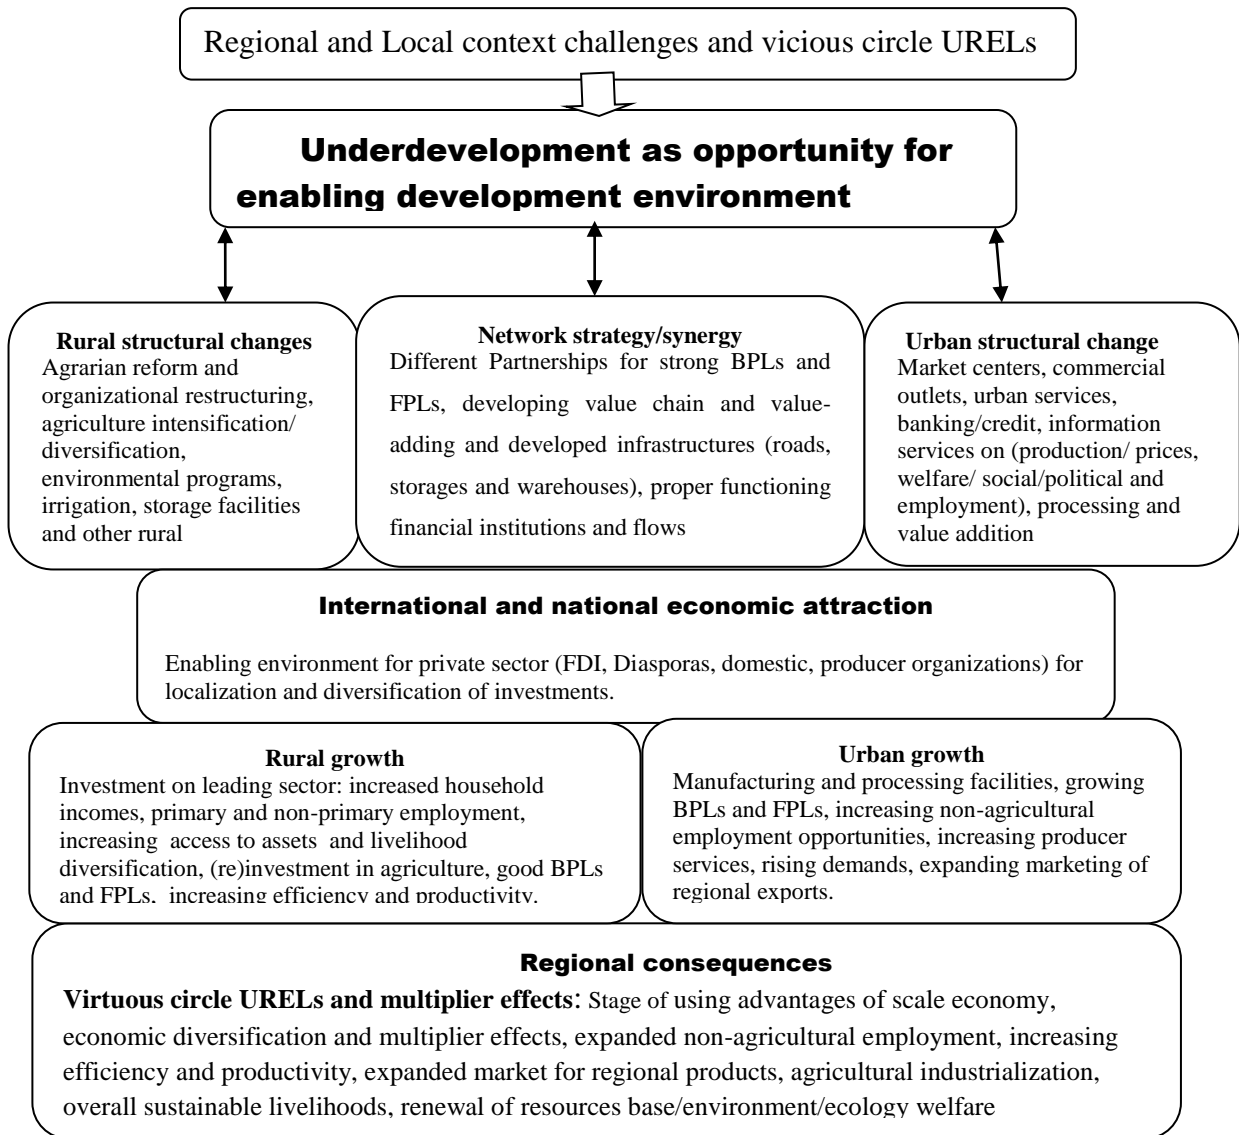 Regional and Local context challenges and vicious circle URELs
Underdevelopment as opportunity for
enabling development environment
Rural structural changes
Agrarian reform and
organizational restructuring,
agriculture intensification/
diversification,
environmental programs,
irrigation, storage facilities
and other rural
Network strategy/synergy
Different Partnerships for strong BPLs and
FPLs, developing value chain and value-
adding and developed infrastructures (roads,
storages and warehouses), proper functioning
financial institutions and flows
Urban structural change
Market centers, commercial
outlets, urban services,
banking/credit, information
services on (production/ prices,
welfare/ social/political and
employment), processing and
value addition
International and national economic attraction
Enabling environment for private sector (FDI, Diasporas, domestic, producer organizations) for
localization and diversification of investments.
Rural growth
Investment on leading sector: increased household
incomes, primary and non-primary employment,
increasing access to assets and livelihood
diversification, (re)investment in agriculture, good BPLs
and FPLs, increasing efficiency and productivity.
Urban growth
Manufacturing and processing facilities, growing
BPLs and FPLs, increasing non-agricultural
employment opportunities, increasing producer
services, rising demands, expanding marketing of
regional exports.
Regional consequences
Virtuous circle URELs and multiplier effects: Stage of using advantages of scale economy,
economic diversification and multiplier effects, expanded non-agricultural employment, increasing
efficiency and productivity, expanded market for regional products, agricultural industrialization,
overall sustainable livelihoods, renewal of resources base/environment/ecology welfare